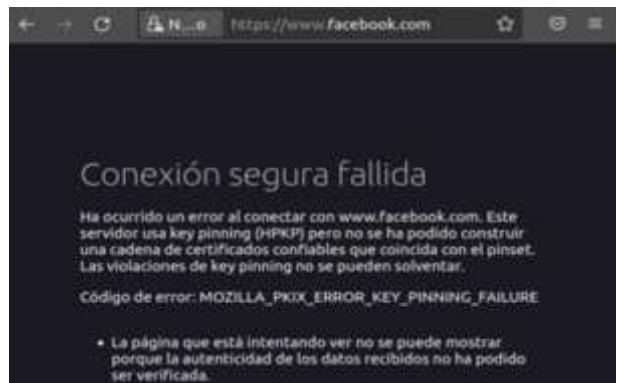 N...o https://www.facebook.com
Conexión segura fallida
Ha ocurrido un error al conectar con www.facebook.com. Este
servidor usa key pinning (HPKP) pero no se ha podido construir
una cadena de certificados confiables que coincida con el pinset.
Las violaciones de key pinning no se pueden solventar.
Código de error: MOZILLA_PKIX_ERROR_KEY_PINNING_FAILURE
• La página que está intentando ver no se puede mostrar
porque la autenticidad de los datos recibidos no ha podido
ser verificada.